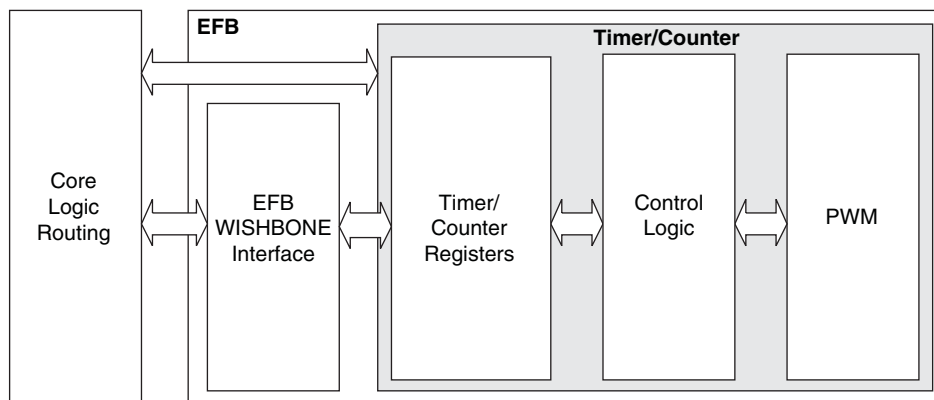 EFB
Timer/Counter
Core
Logic
Routing
EFB
WISHBONE
Interface
Timer/
Counter
Registers
Control
Logic
PWM